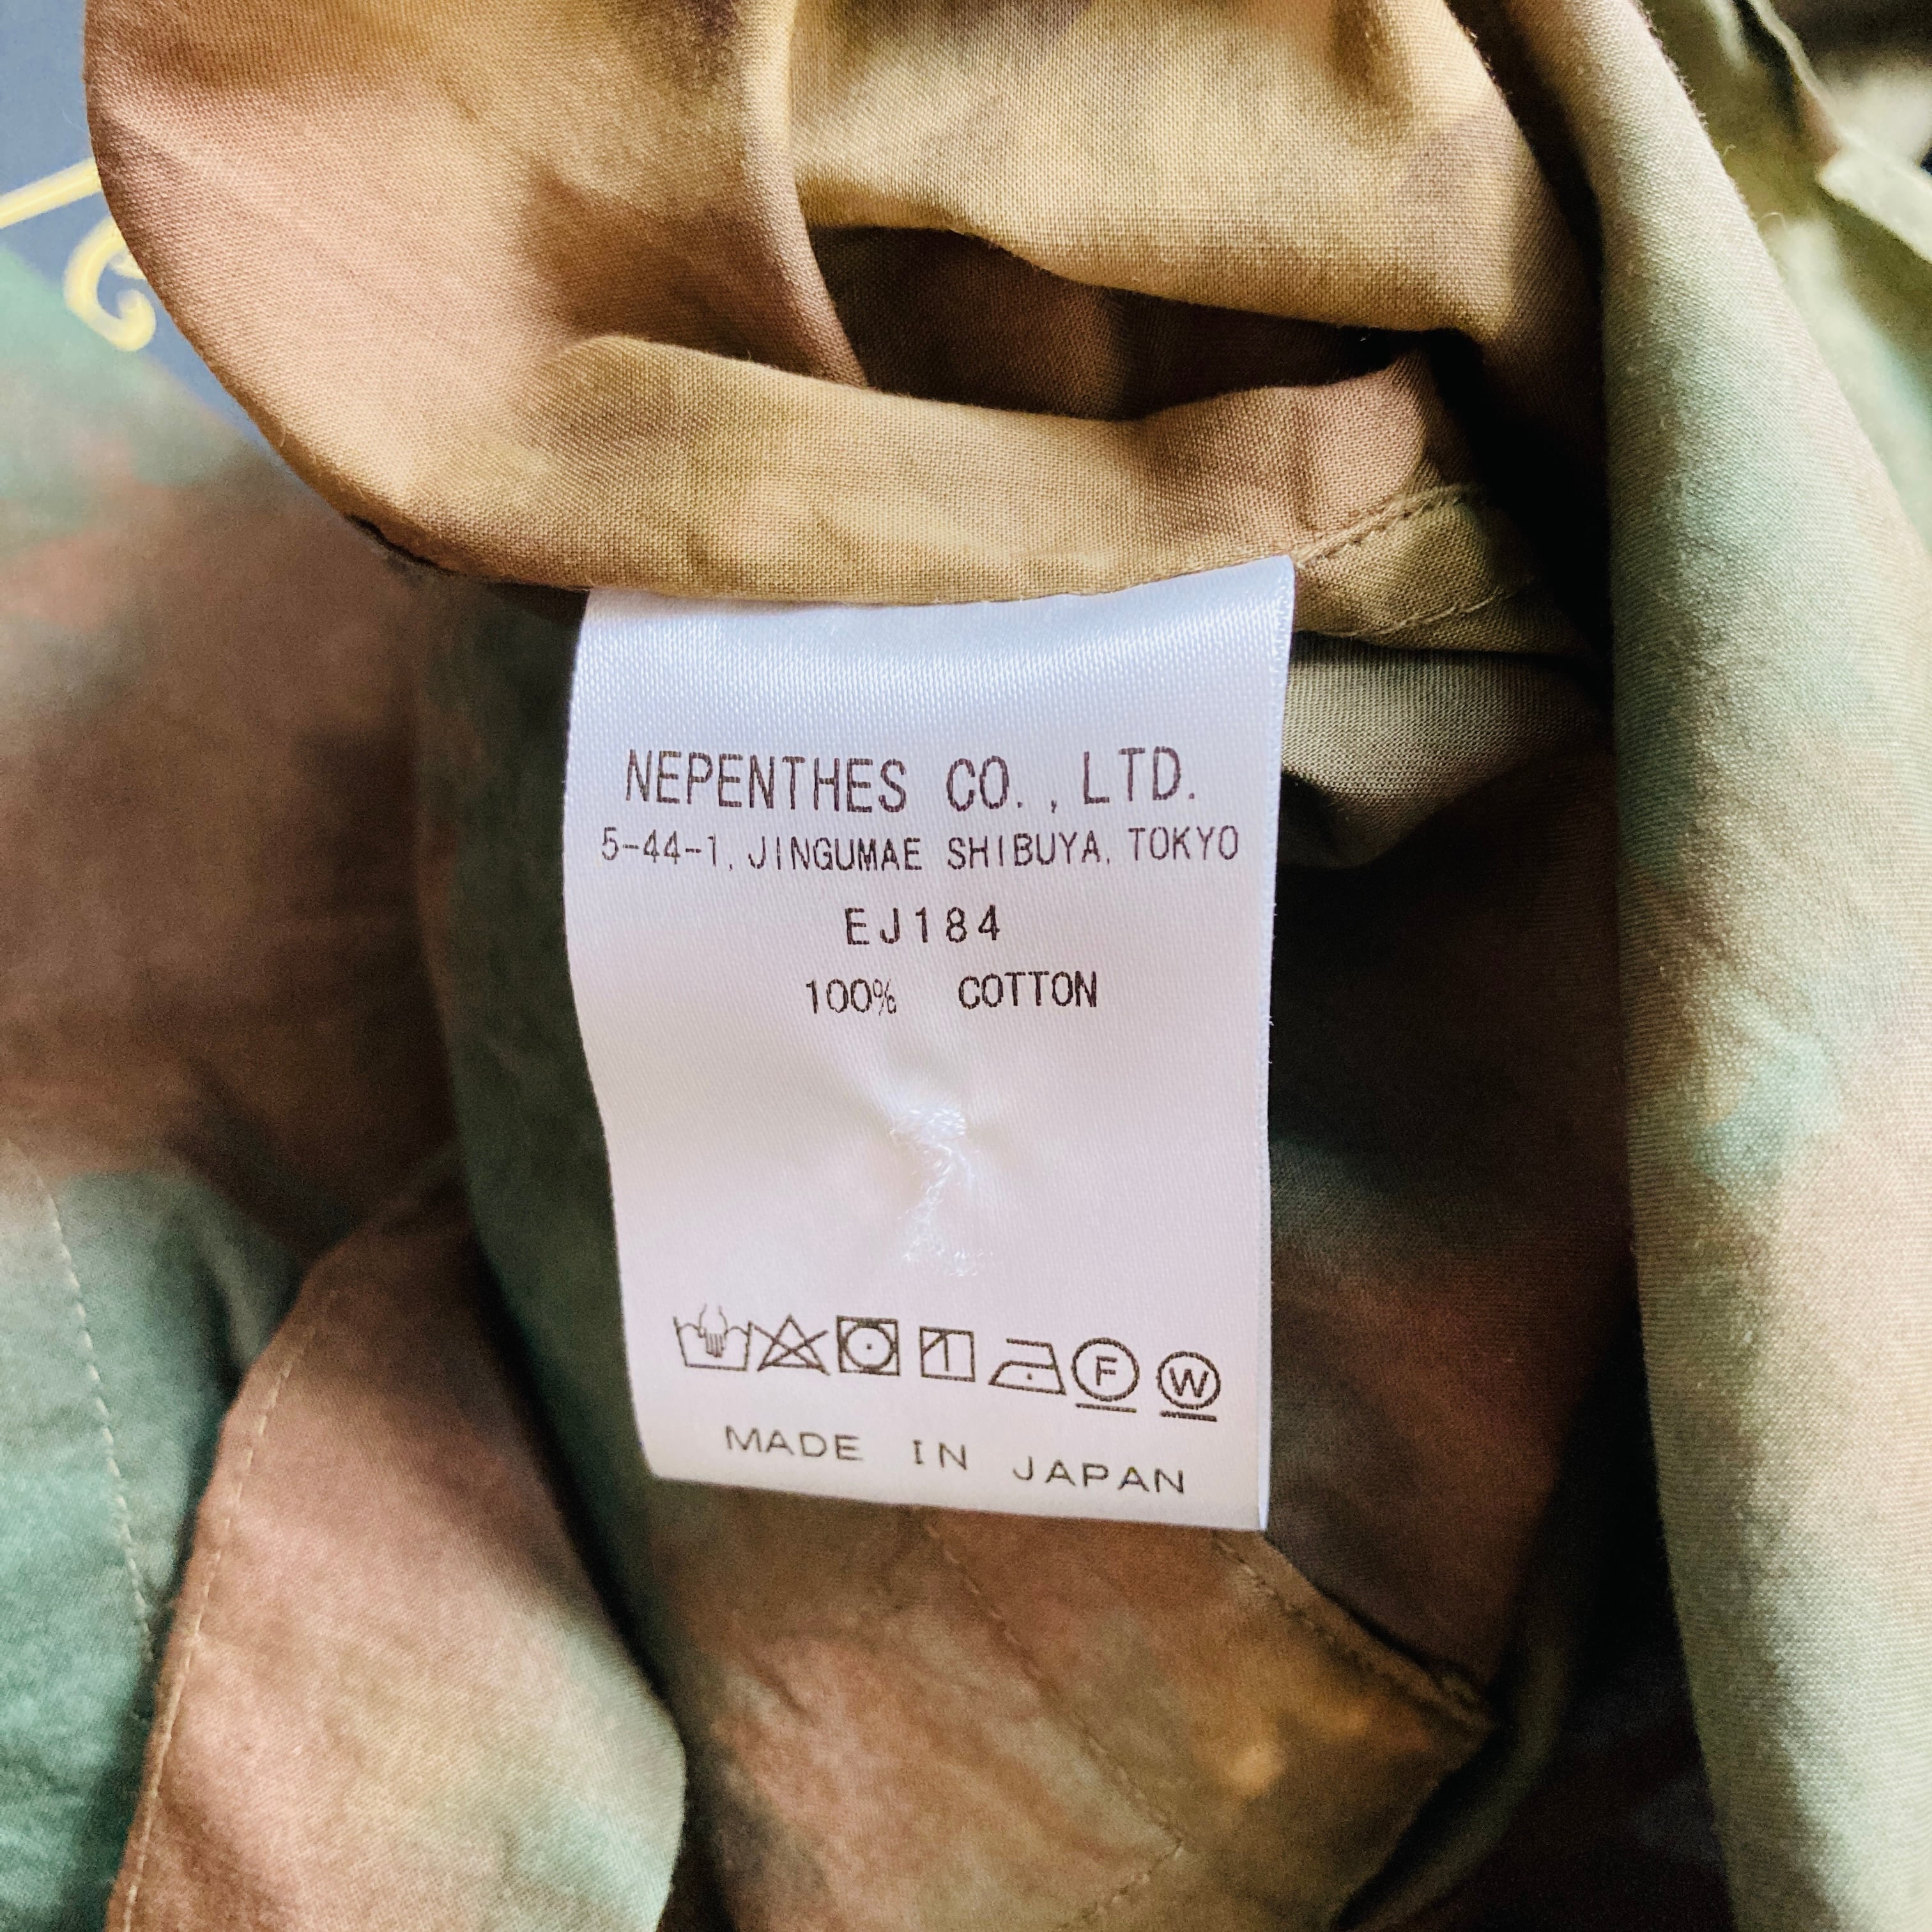 NEPENTHES CO., LTD.
5-44-1, JINGUMAE SHIBUYA, TOKYO
EJ184
100% COTTON
F W
MADE IN JAPAN